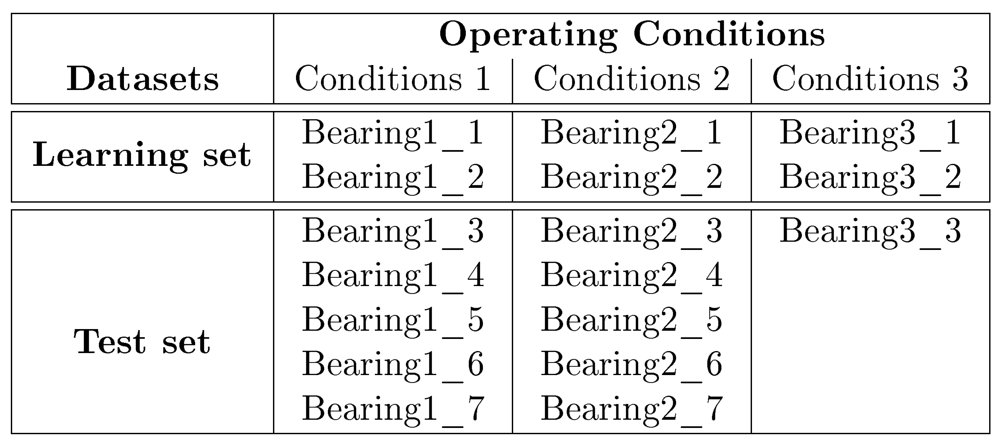 Operating Conditions
Datasets Conditions 1 Conditions 2 Conditions 3
Learning set
Bearing1_1 Bearing2_1 Bearing3_1
Bearing1_2 Bearing2_2 Bearing3_2
Test set
Bearing1_3 Bearing2_3 Bearing3_3
Bearing1_4 Bearing2_4
Bearing1_5 Bearing2_5
Bearing1_6 Bearing2_6
Bearing1_7 Bearing2_7